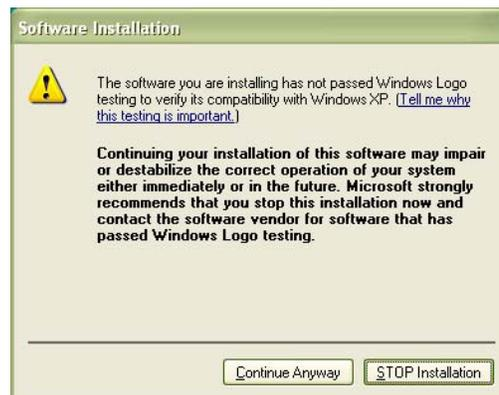 Software Installation
The software you are installing has not passed Windows Logo
testing to verify its compatibility with Windows XP. (Tell me why
this testing is important.)
Continuing your installation of this software may impair
or destabilize the correct operation of your system
either immediately or in the future. Microsoft strongly
recommends that you stop this installation now and
contact the software vendor for software that has
passed Windows Logo testing.
Continue Anyway
STOP Installation